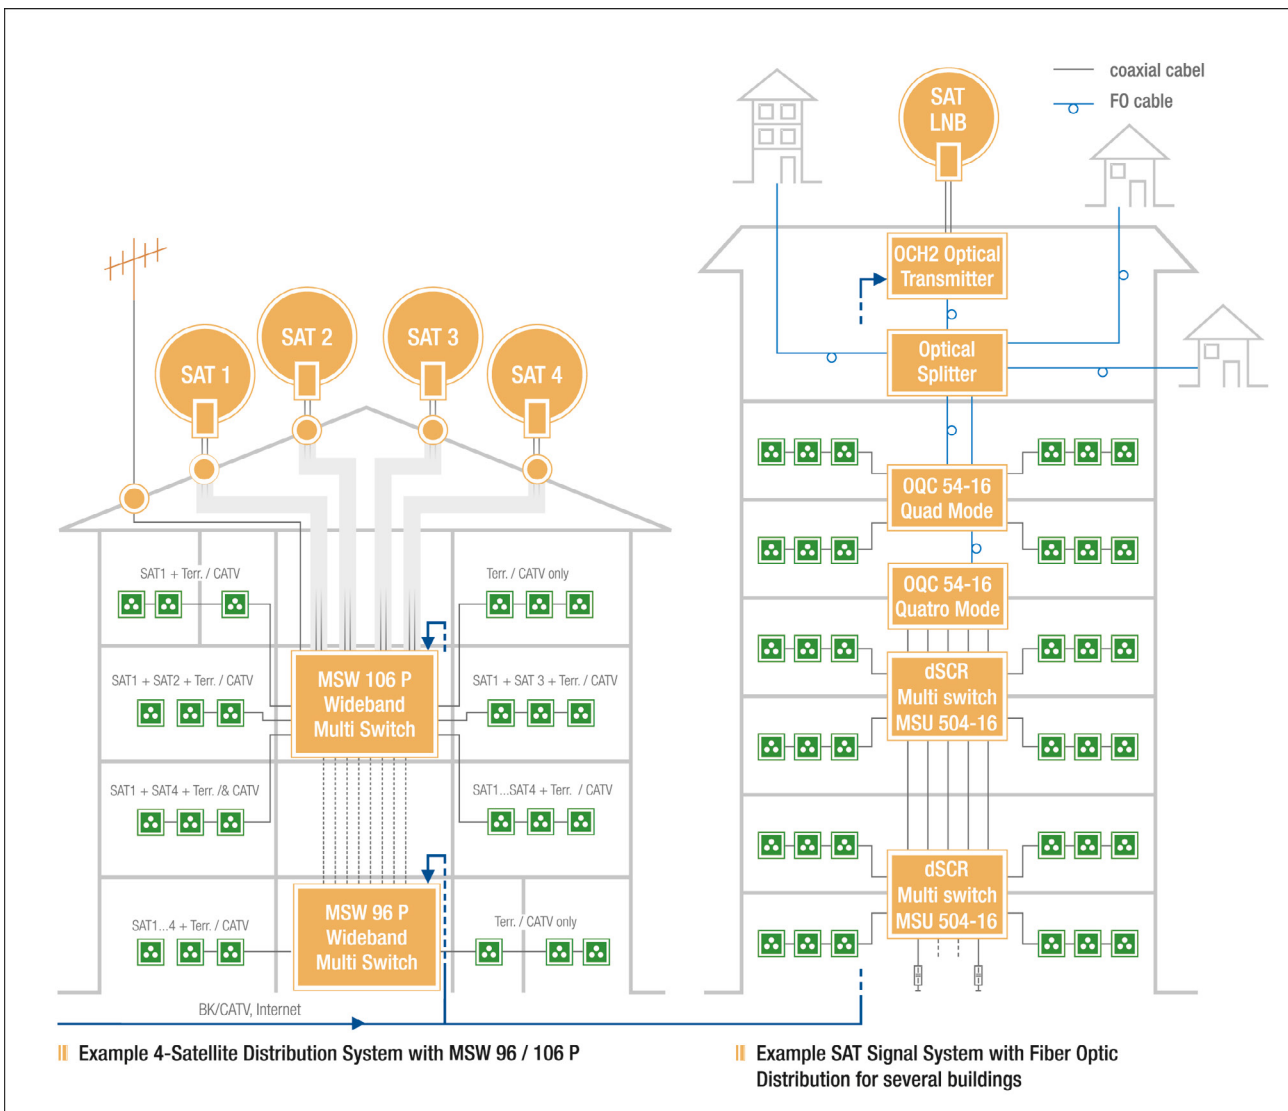 coaxial cabel
FO cable
SAT
LNB
OCH2 Optical
Transmitter
Optical
Splitter
SAT 1
SAT 2
SAT 3
SAT 4
SAT1 + Terr. / CATV
Terr. / CATV only
SAT1 + SAT2 + Terr. / CATV
MSW 106 P
Wideband
Multi Switch
SAT1 + SAT 3 + Terr. / CATV
SAT1 + SAT4 + Terr. /& CATV
SAT1...SAT4 + Terr. / CATV
SAT1...4 + Terr. / CATV
MSW 96 P
Wideband
Multi Switch
Terr. / CATV only
BK/CATV, Internet
OQC 54-16
Quad Mode
OQC 54-16
Quatro Mode
dSCR
Multi switch
MSU 504-16
dSCR
Multi switch
MSU 504-16
Example 4-Satellite Distribution System with MSW 96 / 106 P
Example SAT Signal System with Fiber Optic
Distribution for several buildings